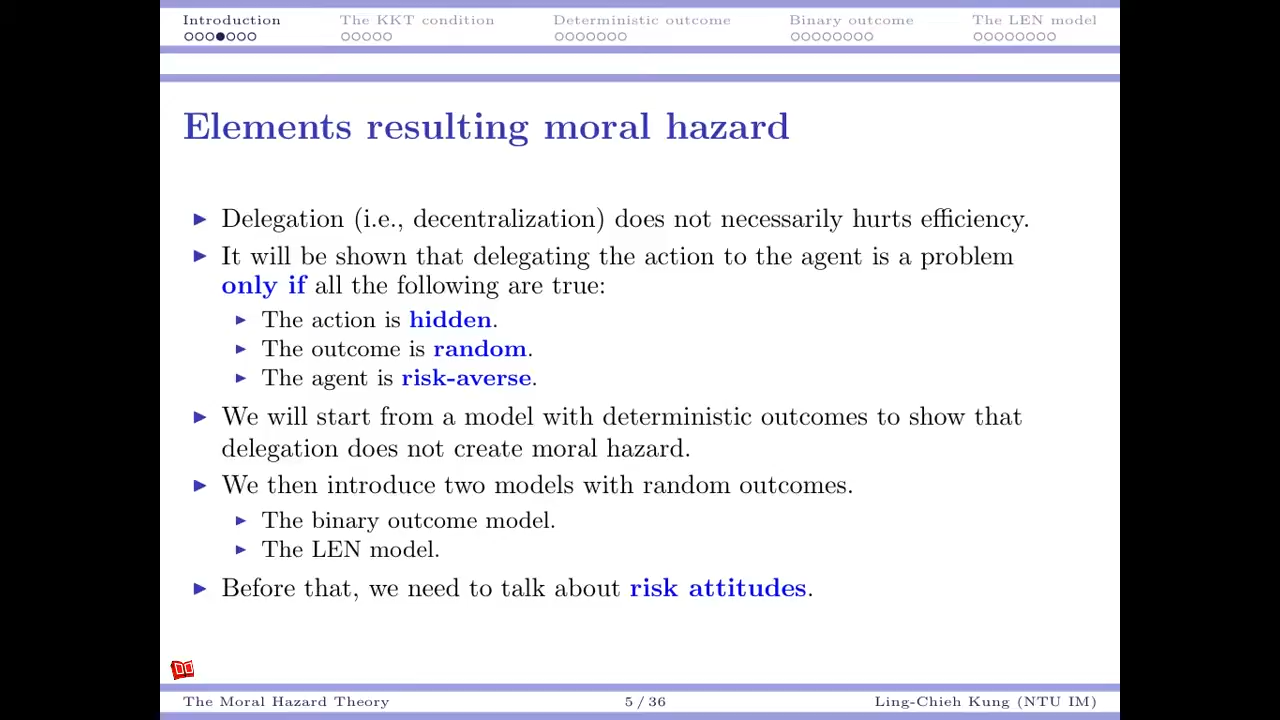 Introduction The KKT condition Deterministic outcome Binary outcome The LEN model
Elements resulting moral hazard
Delegation (i.e., decentralization) does not necessarily hurts efficiency.
It will be shown that delegating the action to the agent is a problem
only if all the following are true:
The action is hidden.
The outcome is random.
The agent is risk-averse.
We will start from a model with deterministic outcomes to show that
delegation does not create moral hazard.
We then introduce two models with random outcomes.
The binary outcome model.
The LEN model.
Before that, we need to talk about risk attitudes.
The Moral Hazard Theory 5 / 36 Ling-Chieh Kung (NTU IM)